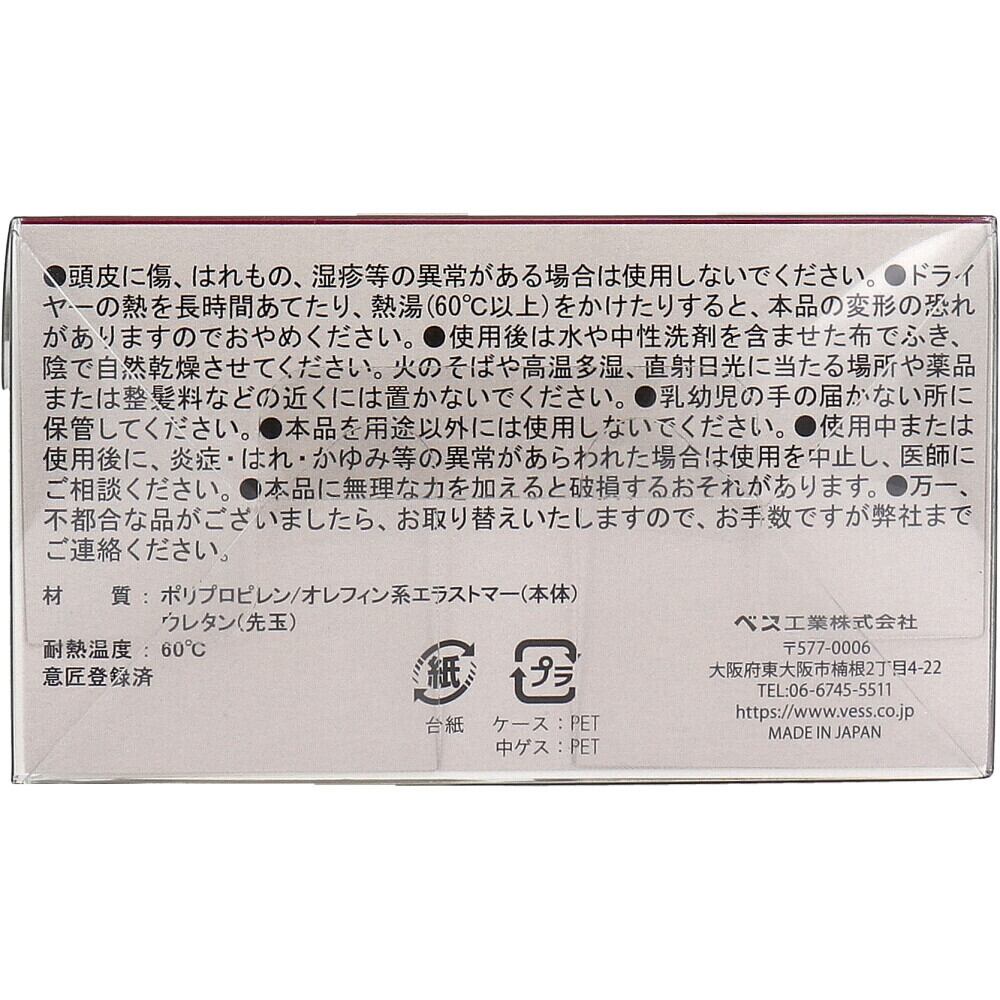 ●頭皮に傷、はれもの、湿疹等の異常がある場合は使用しないでください。●ドライ
ヤーの熱を長時間あてたり、熱湯(60℃以上)をかけたりすると、本品の変形の恐れ
がありますのでおやめください。●使用後は水や中性洗剤を含ませた布でふき、
陰で自然乾燥させてください。火のそばや高温多湿、直射日光に当たる場所や薬品
または整髪料などの近くには置かないでください。●乳幼児の手の届かない所に
保管してください。●本品を用途以外には使用しないでください。●使用中または
使用後に、炎症・はれ・かゆみ等の異常があらわれた場合は使用を中止し、医師に
ご相談ください。●本品に無理な力を加えると破損するおそれがあります。●万一、
不都合な品がございましたら、お取り替えいたしますので、お手数ですが弊社まで
ご連絡ください。
材 質 : ポリプロピレン/オレフィン系エラストマー(本体)
ウレタン(先玉)
耐熱温度 : 60℃
意匠登録済
紙
台紙
プラ
ケース : PET
中ゲス : PET
ベス工業株式会社
〒577-0006
大阪府東大阪市楠根2丁目4-22
TEL:06-6745-5511
https://www.vess.co.jp
MADE IN JAPAN